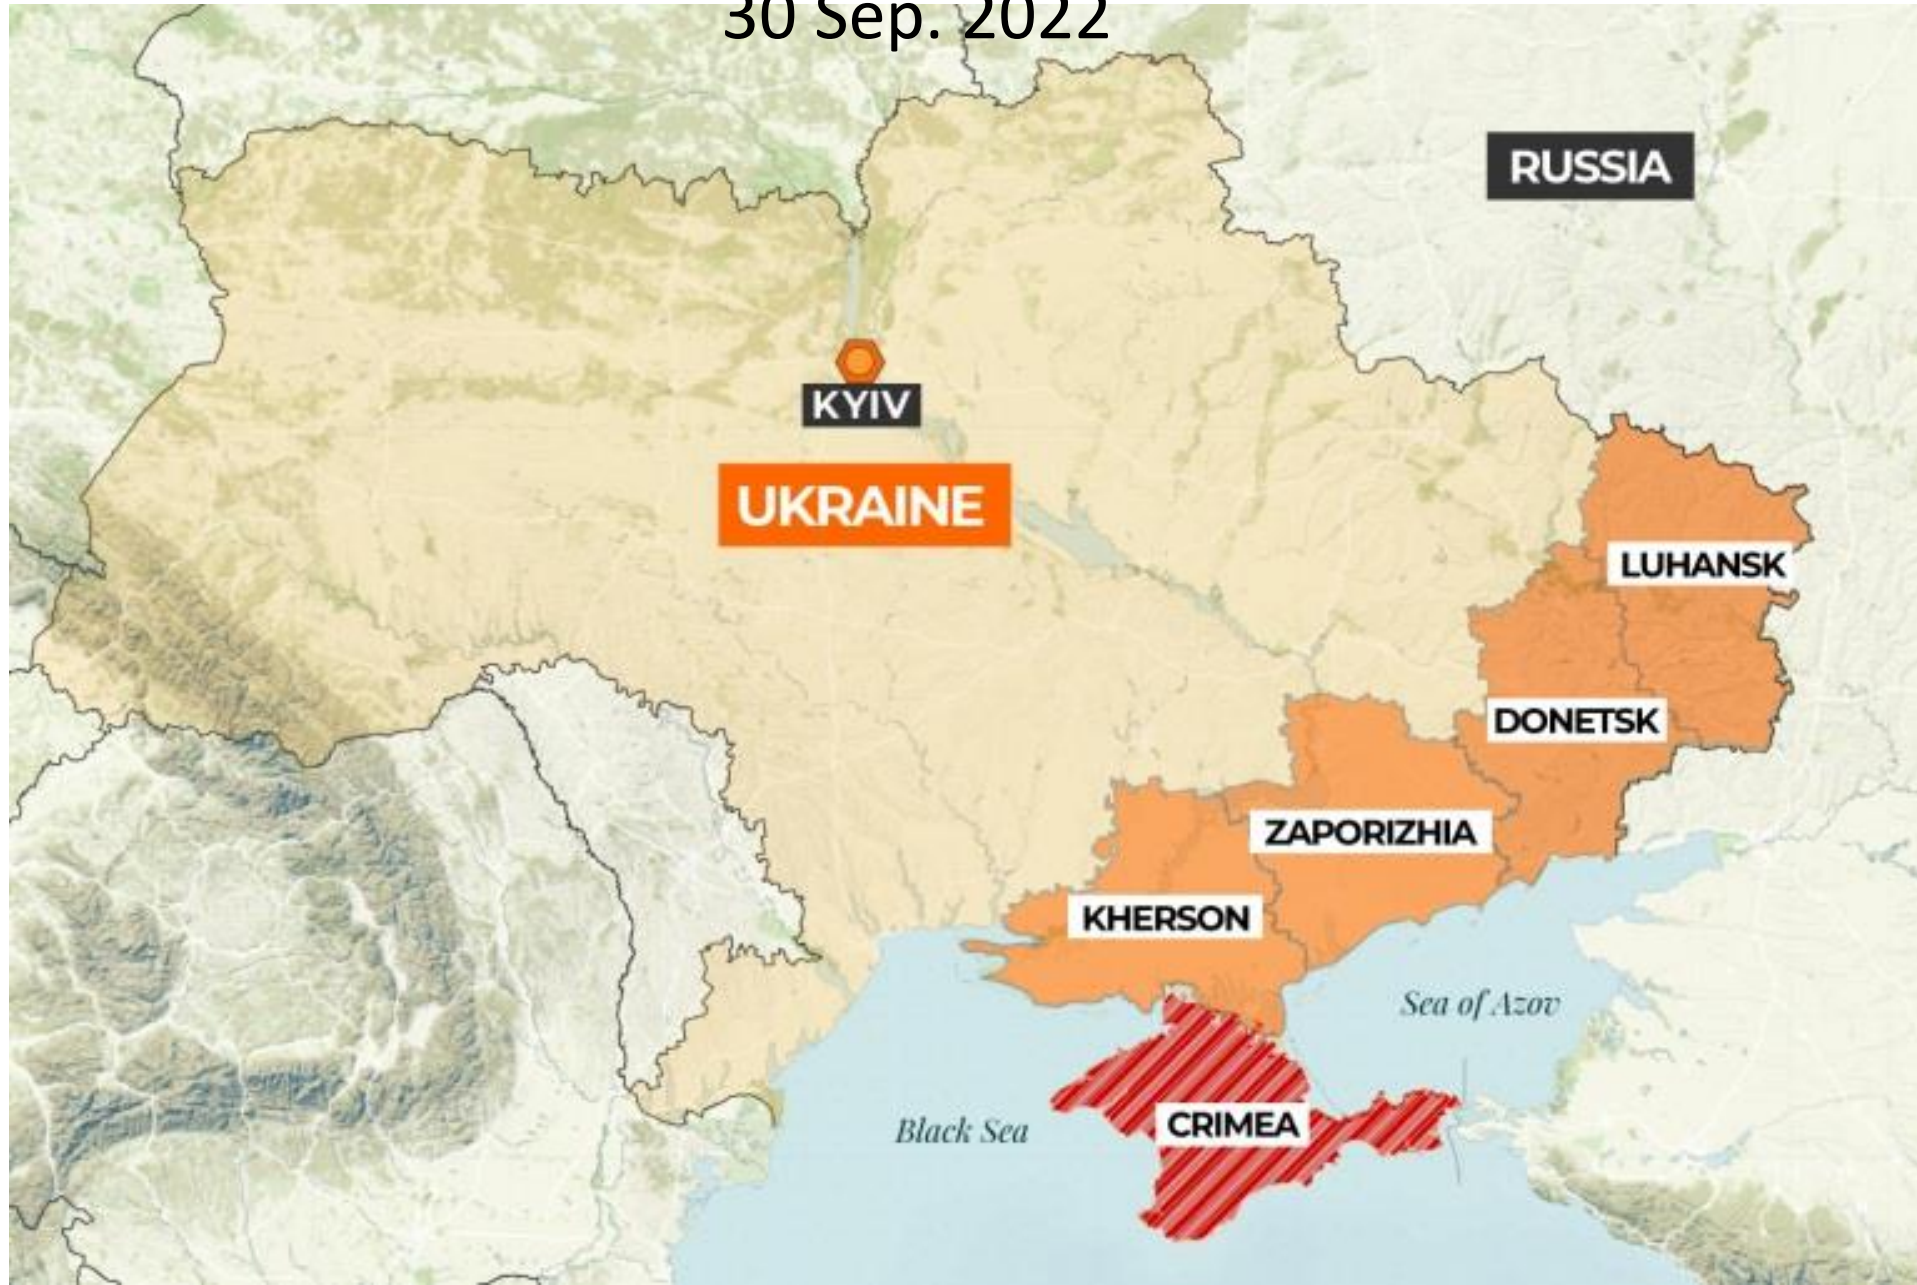 30 Sep. 2022
RUSSIA
KYIV
UKRAINE
LUHANSK
DONETSK
ZAPORIZHIA
KHERSON
Sea of Azov
CRIMEA
Black Sea